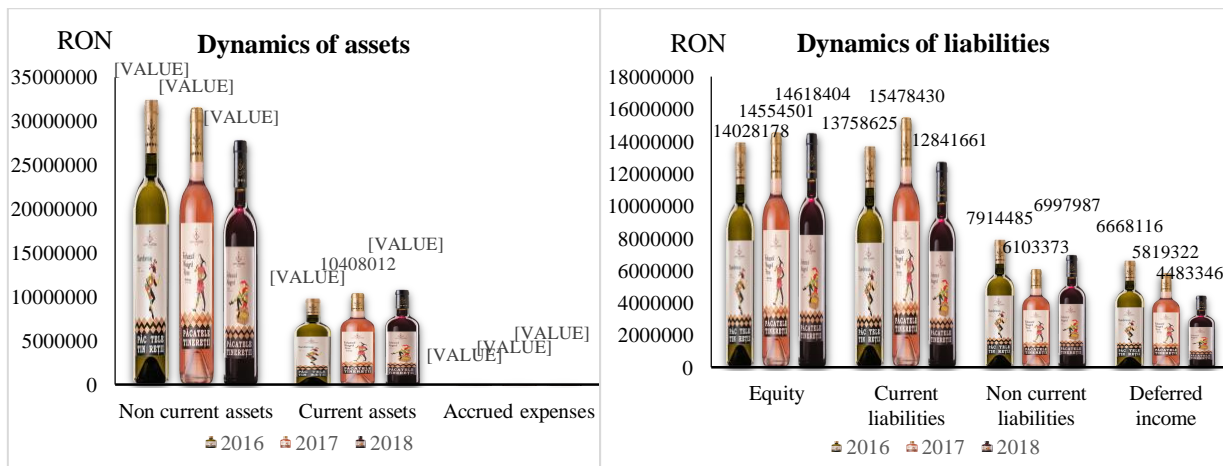 RON
Dynamics of assets
35000000
30000000
25000000
20000000
15000000
10000000
5000000
0
[VALUE]
[VALUE]
[VALUE]
[VALUE]
10408012
[VALUE]
[VALUE]
[VALUE]
[VALUE]
Non current assets
Current assets
Accrued expenses
2016
2017
2018
RON
Dynamics of liabilities
18000000
16000000
14000000
12000000
10000000
8000000
6000000
4000000
2000000
0
14028178
14554501
14618404
13758625
15478430
12841661
7914485
6103373
6997987
6668116
5819322
4483346
PACATELE
TINERETII
Equity
Current
liabilities
Non current
liabilities
Deferred
income
2016
2017
2018